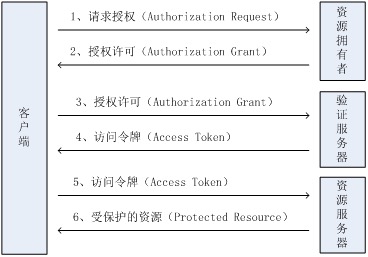 客户端
1、请求授权（Authorization Request）
2、授权许可（Authorization Grant）
资源拥有者
3、授权许可（Authorization Grant）
4、访问令牌（Access Token）
验证服务器
5、访问令牌（Access Token）
6、受保护的资源（Protected Resource）
资源服务器